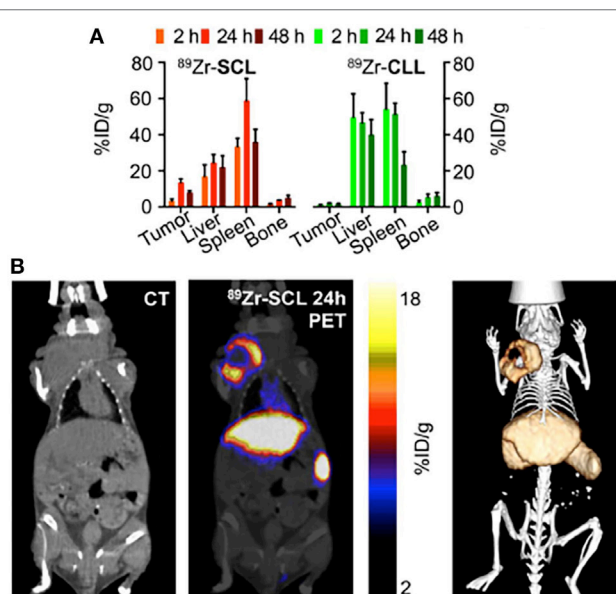 A
2 h 24 h 48 h 2 h 24 h 48 h
⁸⁹Zr-SCL ⁸⁹Zr-CLL
%ID/g
80
60
40
20
0
80
60
40
20
0
%ID/g
Tumor Liver Spleen Bone Tumor Liver Spleen Bone
B
CT
⁸⁹Zr-SCL 24h
PET
18
%ID/g
2